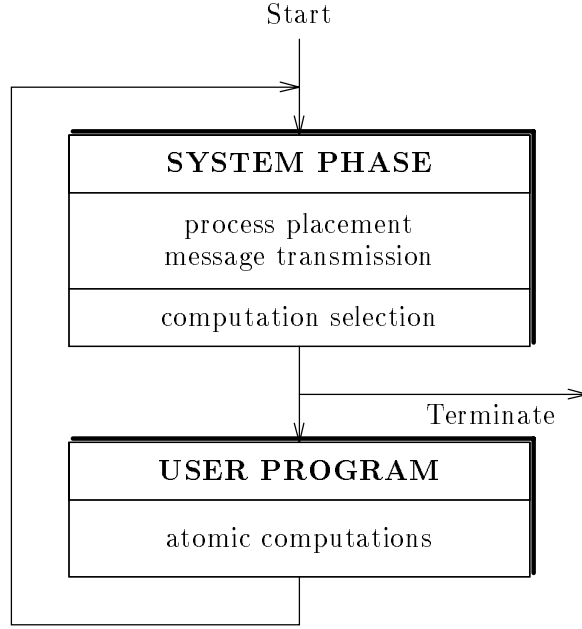 Start
SYSTEM PHASE
process placement
message transmission
computation selection
Terminate
USER PROGRAM
atomic computations